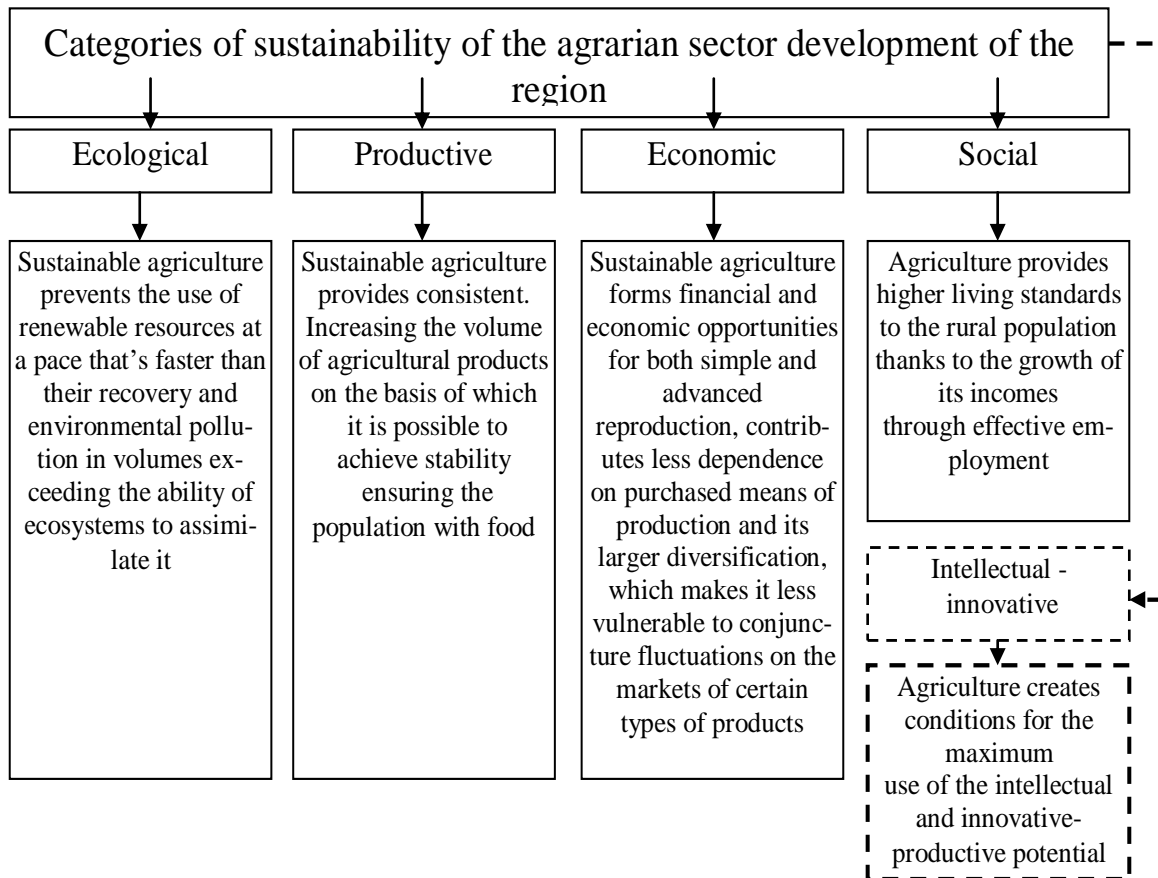 Categories of sustainability of the agrarian sector development of the
region
Ecological
Productive
Economic
Social
Sustainable agriculture
prevents the use of
renewable resources at
a pace that's faster than
their recovery and
environmental pollu-
tion in volumes ex-
ceeding the ability of
ecosystems to assimi-
late it
Sustainable agriculture
provides consistent.
Increasing the volume
of agricultural products
on the basis of which
it is possible to
achieve stability
ensuring the
population with food
Sustainable agriculture
forms financial and
economic opportunities
for both simple and
advanced
reproduction, contrib-
utes less dependence
on purchased means of
production and its
larger diversification,
which makes it less
vulnerable to conjunc-
ture fluctuations on the
markets of certain
types of products
Agriculture provides
higher living standards
to the rural population
thanks to the growth of
its incomes
through effective em-
ployment
Intellectual -
innovative
Agriculture creates
conditions for the
maximum
use of the intellectual
and innovative-
productive potential